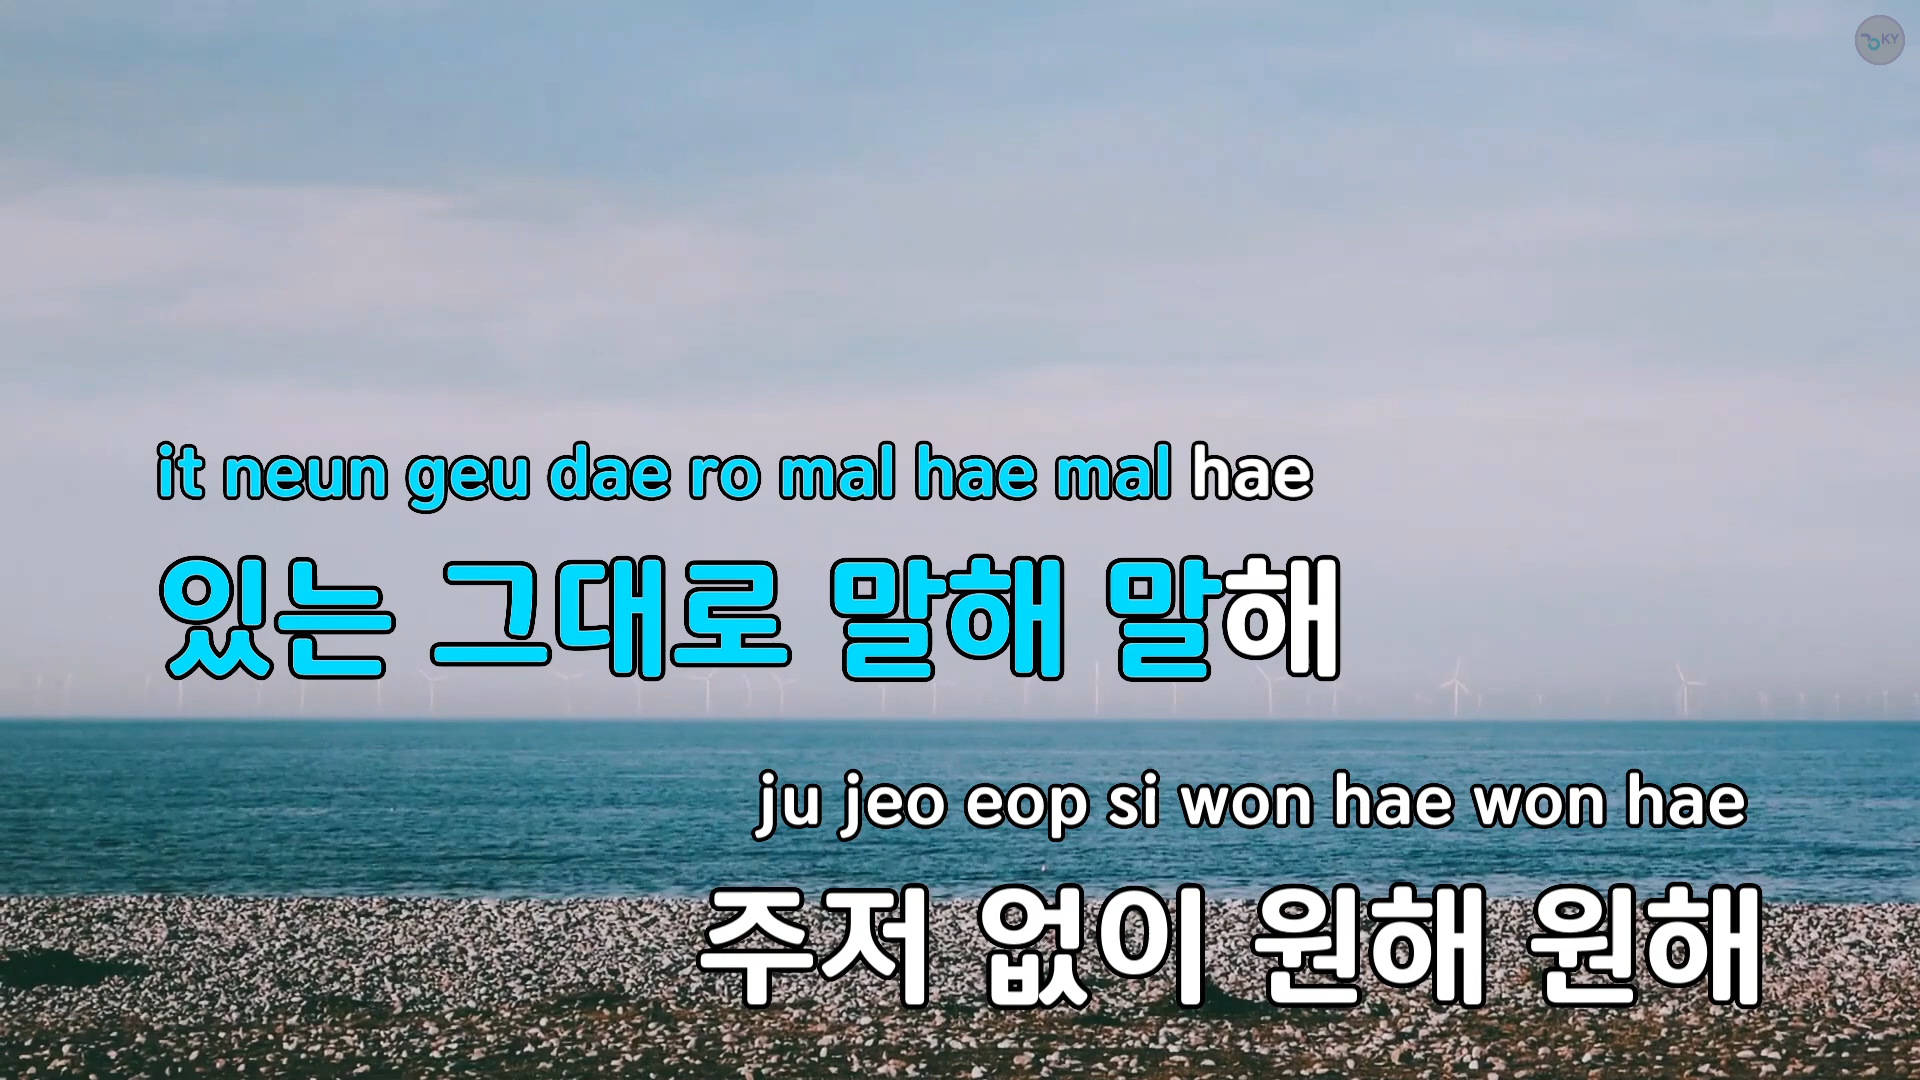 KY
it neun geu dae ro mal hae mal hae
있는 그대로 말해 말해
ju jeo eop si won hae won hae
주저 없이 원해 원해